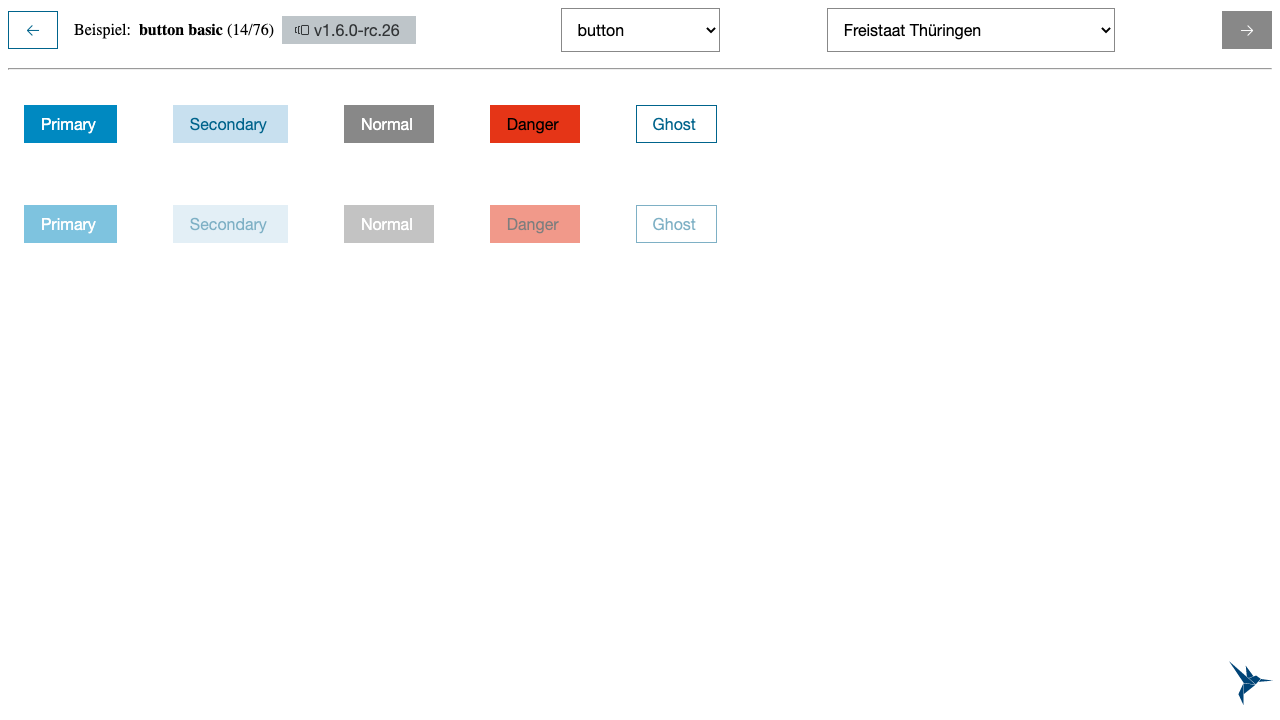 ← Beispiel: button basic (14/76) v1.6.0-rc.26 button Freistaat Thüringen →
Primary Secondary Normal Danger Ghost
Primary Secondary Normal Danger Ghost